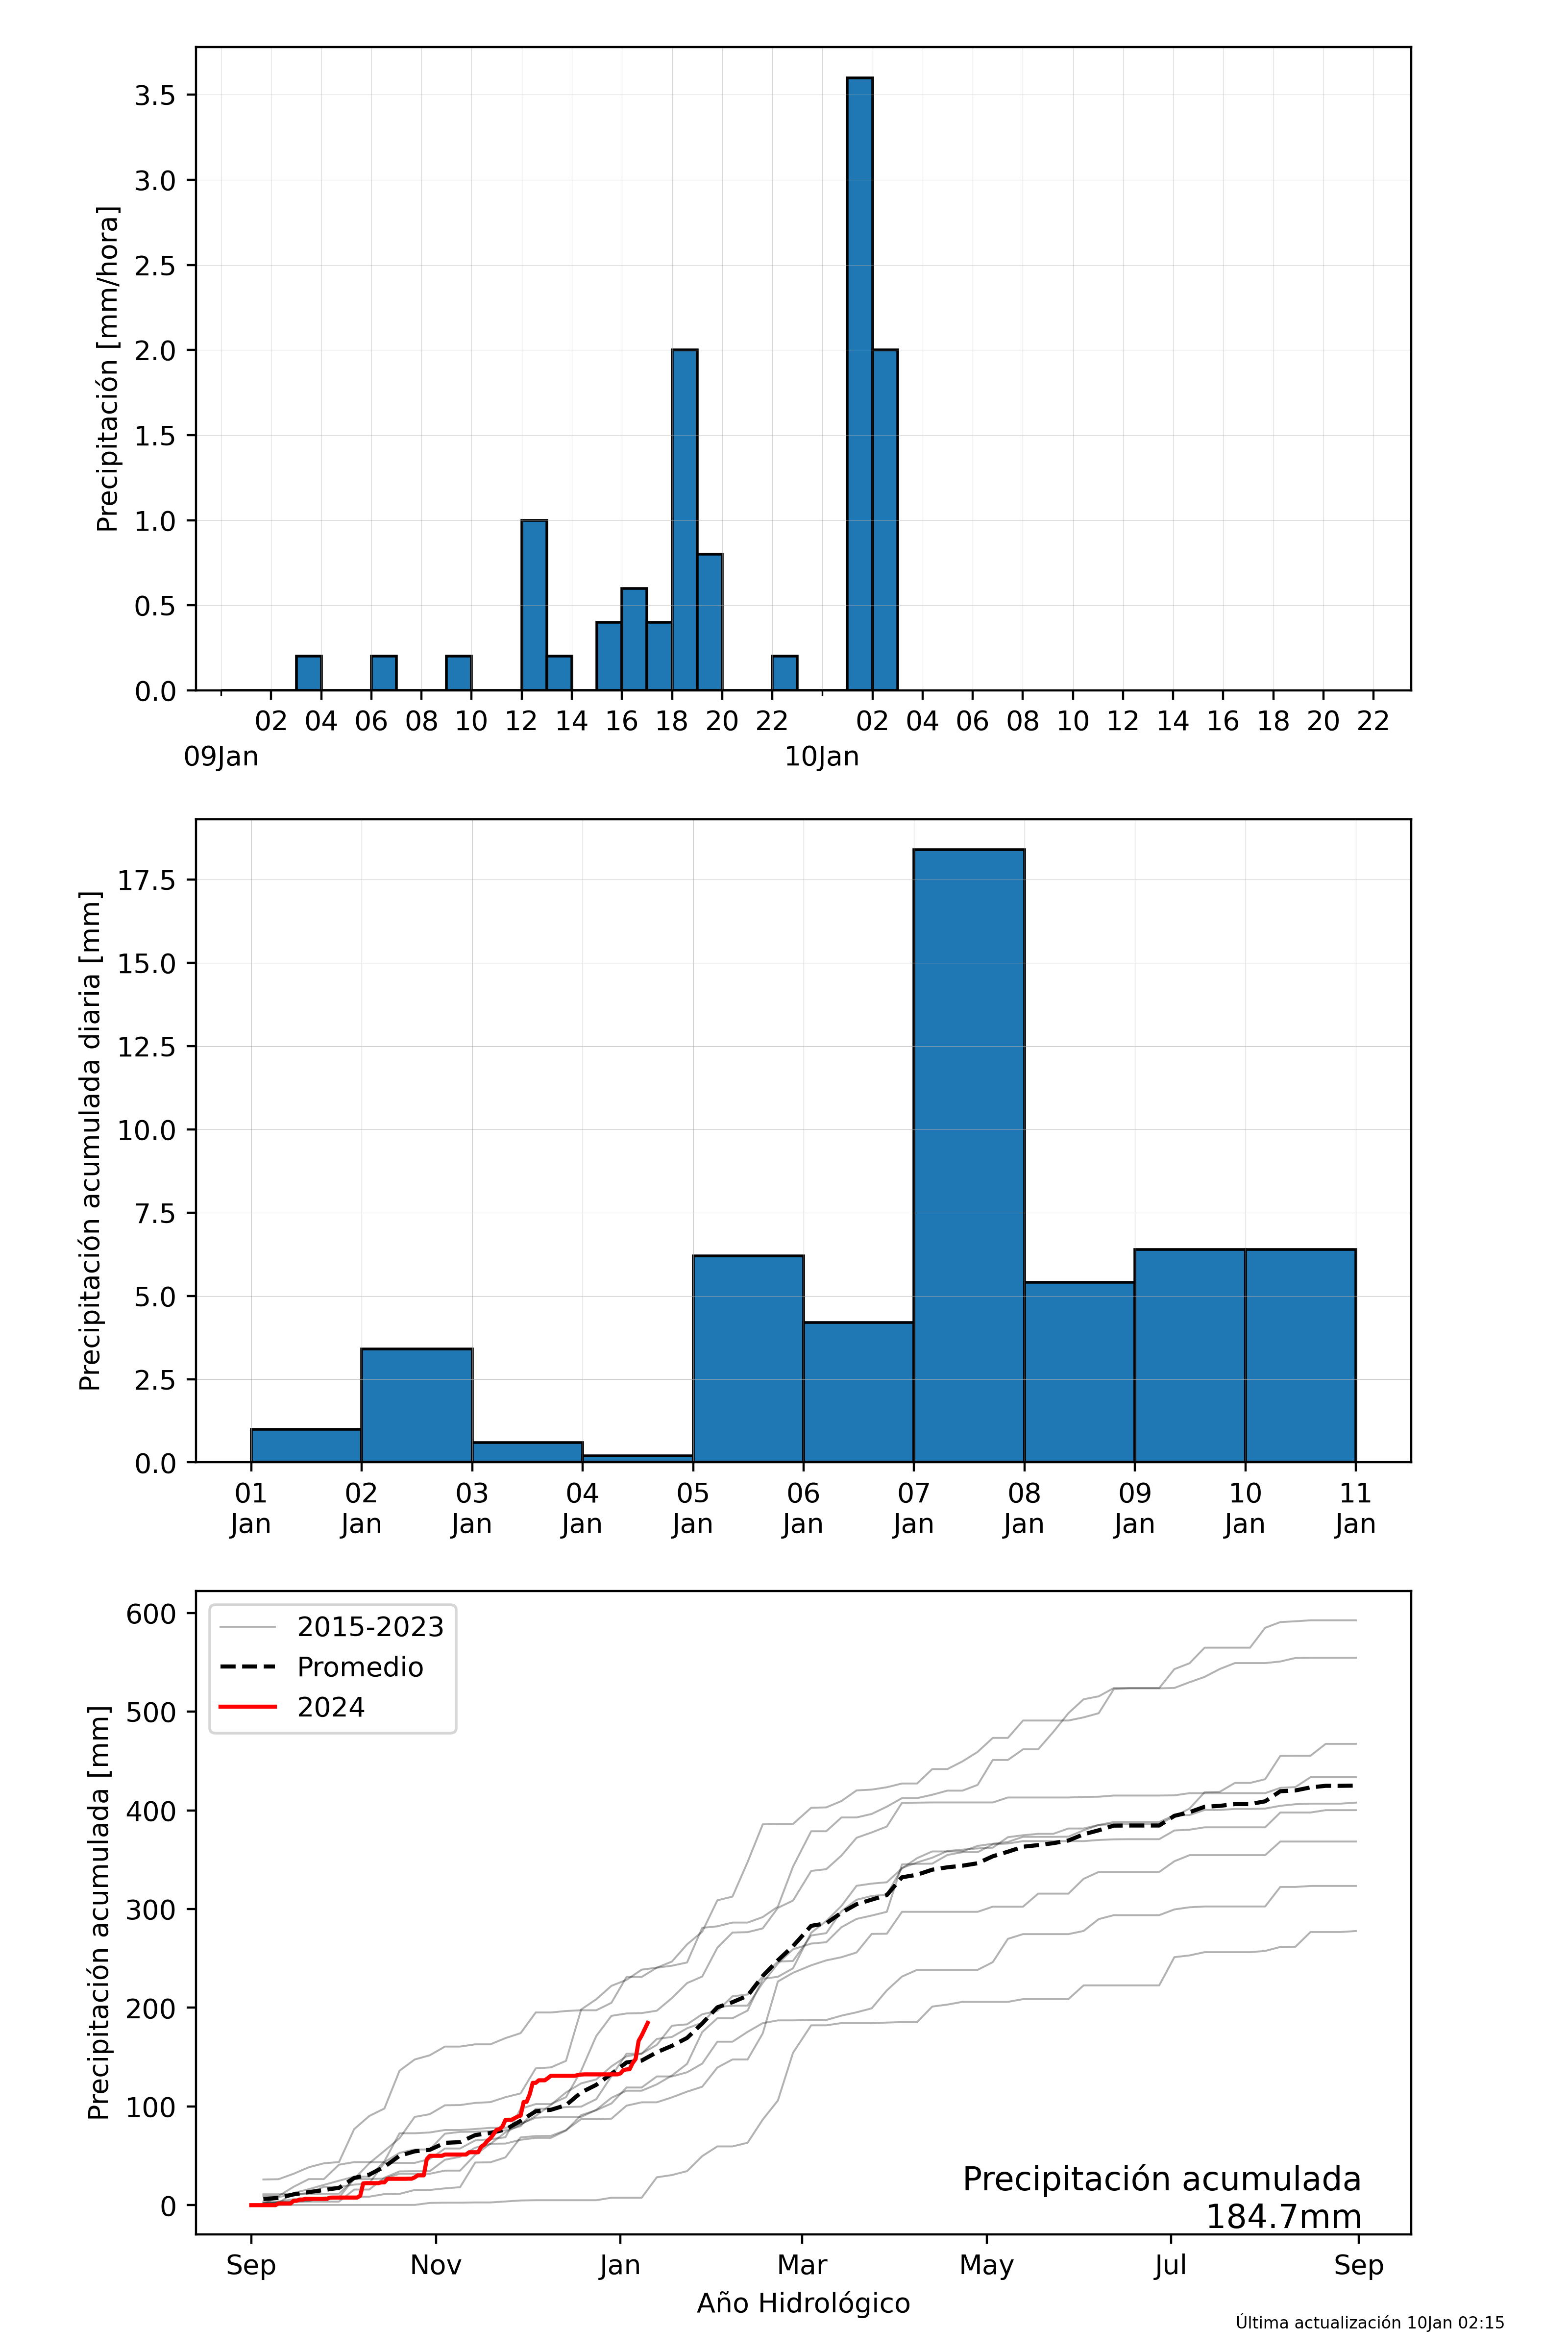 Precipitación [mm/hora]
3.5
3.0
2.5
2.0
1.5
1.0
0.5
0.0
02 04 06 08 10 12 14 16 18 20 22 02 04 06 08 10 12 14 16 18 20 22
09Jan 10Jan
Precipitación acumulada diaria [mm]
17.5
15.0
12.5
10.0
7.5
5.0
2.5
0.0
01 02 03 04 05 06 07 08 09 10 11
Jan Jan Jan Jan Jan Jan Jan Jan Jan Jan Jan
Precipitación acumulada [mm]
600
500
400
300
200
100
0
2015-2023
Promedio
2024
Precipitación acumulada
184.7mm
Sep Nov Jan Mar May Jul Sep
Año Hidrológico
Última actualización 10Jan 02:15